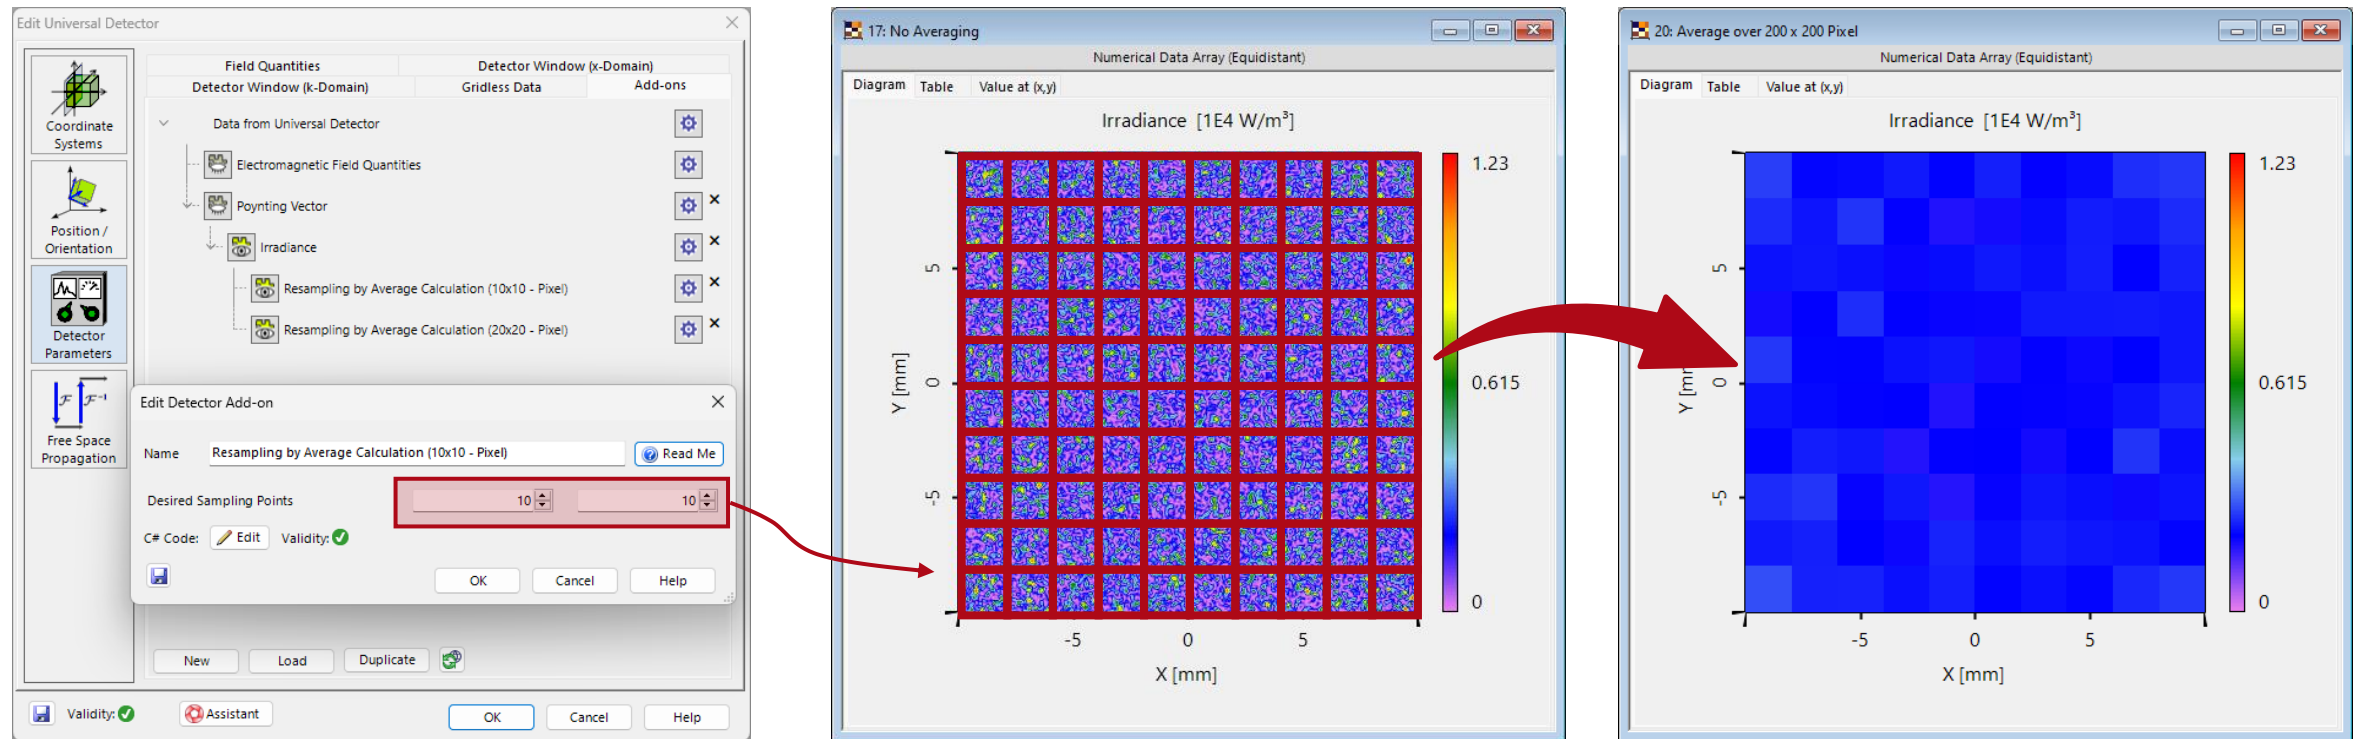 Edit Universal Detector
Coordinate
Systems
Position /
Orientation
Detector
Parameters
Free Space
Propagation
Field Quantities
Detector Window (x-Domain)
Detector Window (k-Domain)
Gridless Data
Add-ons
Data from Universal Detector
Electromagnetic Field Quantities
Poynting Vector
Irradiance
Resampling by Average Calculation (10x10 - Pixel)
Resampling by Average Calculation (20x20 - Pixel)
Edit Detector Add-on
Name
Resampling by Average Calculation (10x10 - Pixel)
Read Me
Desired Sampling Points
10
10
C# Code:
Edit
Validity:
OK
Cancel
Help
New
Load
Duplicate
Validity:
Assistant
OK
Cancel
Help
17: No Averaging
Numerical Data Array (Equidistant)
Diagram
Table
Value at (x,y)
Irradiance [1E4 W/m³]
1.23
0.615
0
Y [mm]
5
0
-5
-5
0
5
X [mm]
20: Average over 200 x 200 Pixel
Numerical Data Array (Equidistant)
Diagram
Table
Value at (x,y)
Irradiance [1E4 W/m³]
1.23
0.615
0
5
0
-5
-5
0
5
X [mm]